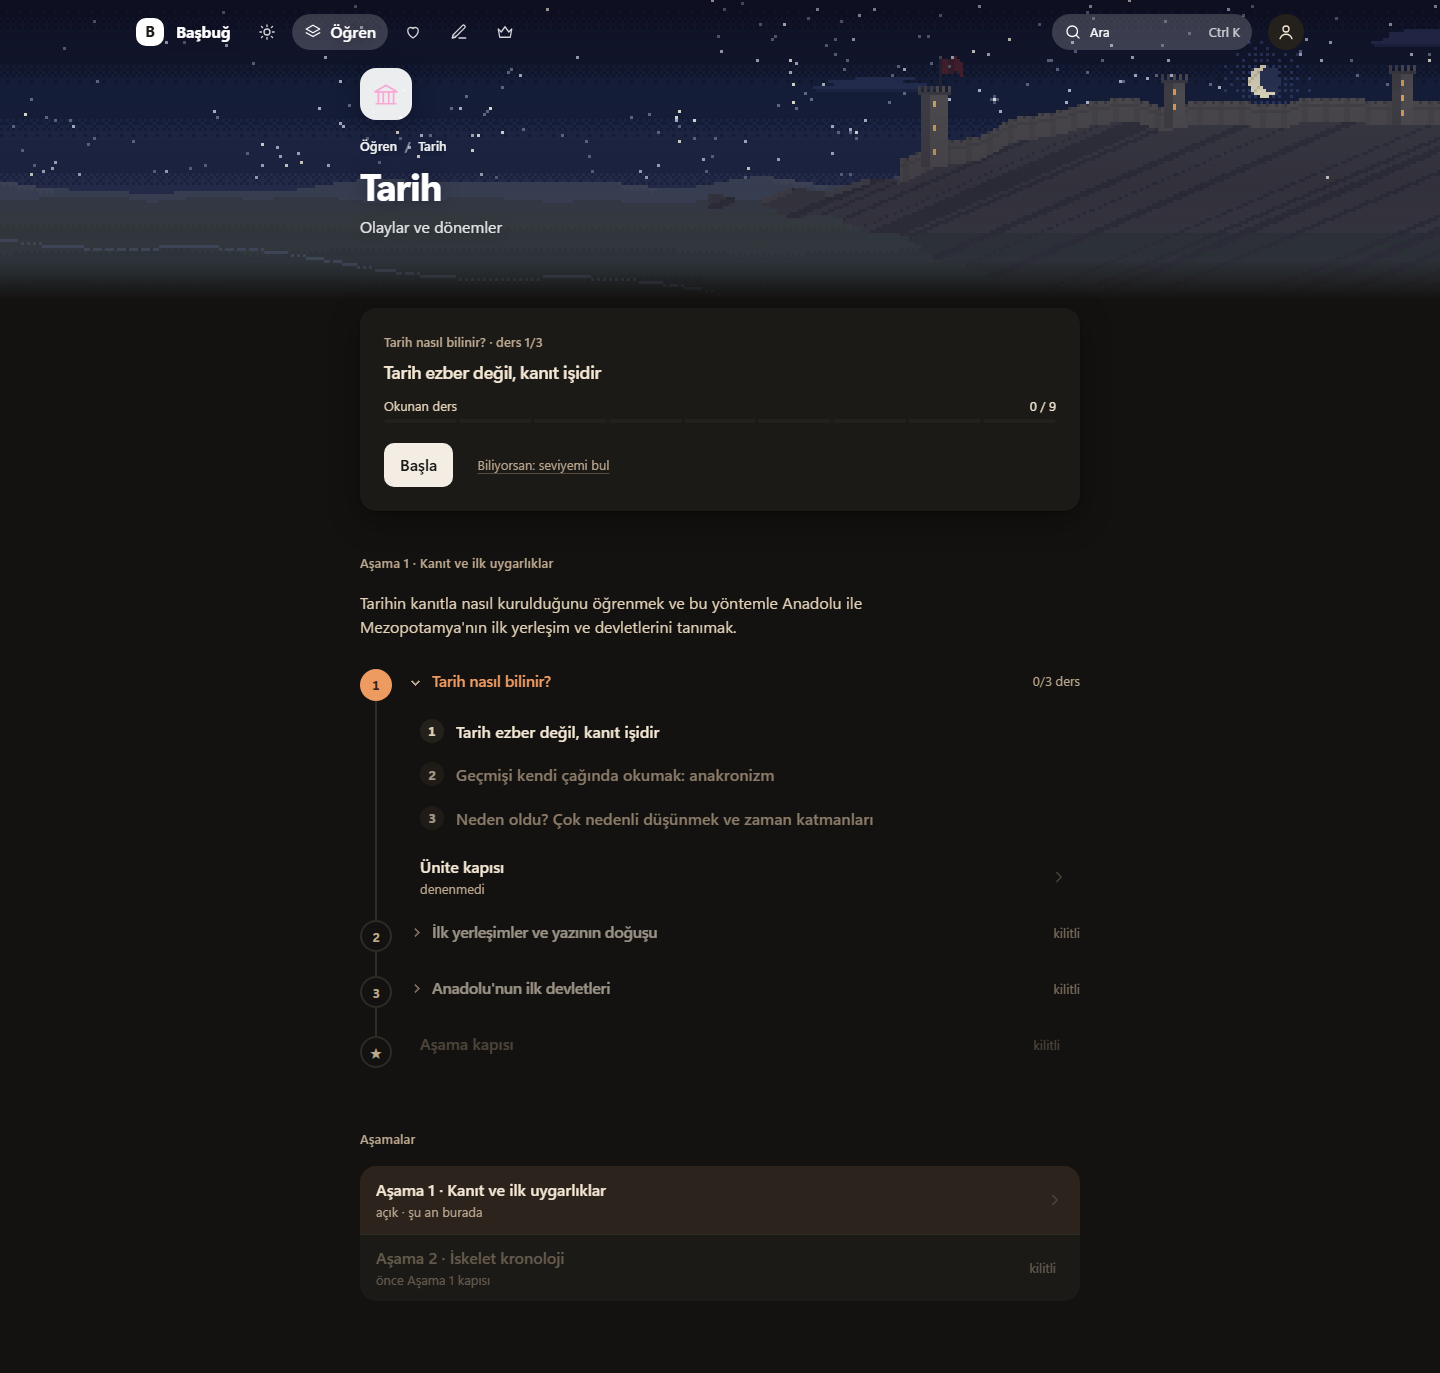 B Başbuğ Öğren Ara Ctrl K
Öğren / Tarih
Tarih
Olaylar ve dönemler
Tarih nasıl bilinir? · ders 1/3
Tarih ezber değil, kanıt işidir
Okunan ders 0 / 9
Başla Biliyorsan: seviyemi bul
Aşama 1 · Kanıt ve ilk uygarlıklar
Tarihin kanıtla nasıl kurulduğunu öğrenmek ve bu yöntemle Anadolu ile
Mezopotamya'nın ilk yerleşim ve devletlerini tanımak.
1 Tarih nasıl bilinir? 0/3 ders
1 Tarih ezber değil, kanıt işidir
2 Geçmişi kendi çağında okumak: anakronizm
3 Neden oldu? Çok nedenli düşünmek ve zaman katmanları
Ünite kapısı
denenmedi
2 İlk yerleşimler ve yazının doğuşu kilitli
3 Anadolu'nun ilk devletleri kilitli
★ Aşama kapısı kilitli
Aşamalar
Aşama 1 · Kanıt ve ilk uygarlıklar
açık · şu an burada
Aşama 2 · İskelet kronoloji
önce Aşama 1 kapısı kilitli